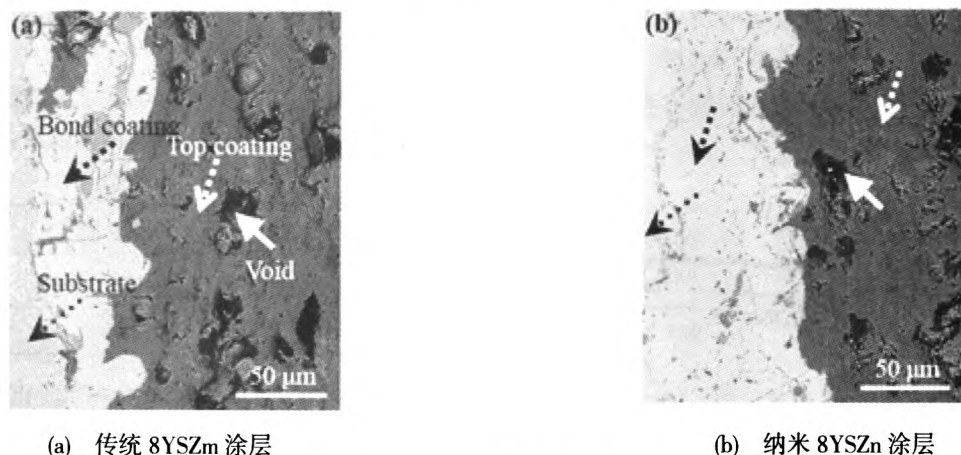 (a)
Bond coating
Top coating
Void
Substrate
50 μm
(b)
50 μm
(a) 传统 8YSZm 涂层
(b) 纳米 8YSZn 涂层